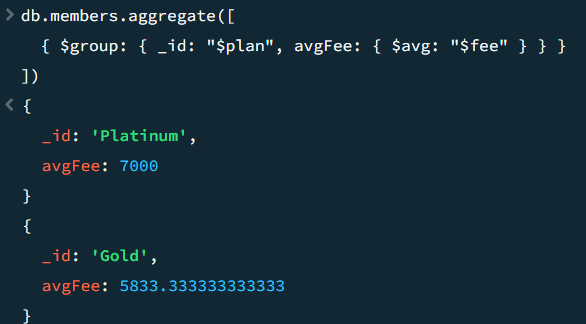 > db.members.aggregate([
{ $group: { _id: "$plan", avgFee: { $avg: "$fee" } } }
])
< {
_id: 'Platinum',
avgFee: 7000
}
{
_id: 'Gold',
avgFee: 5833.333333333333
}